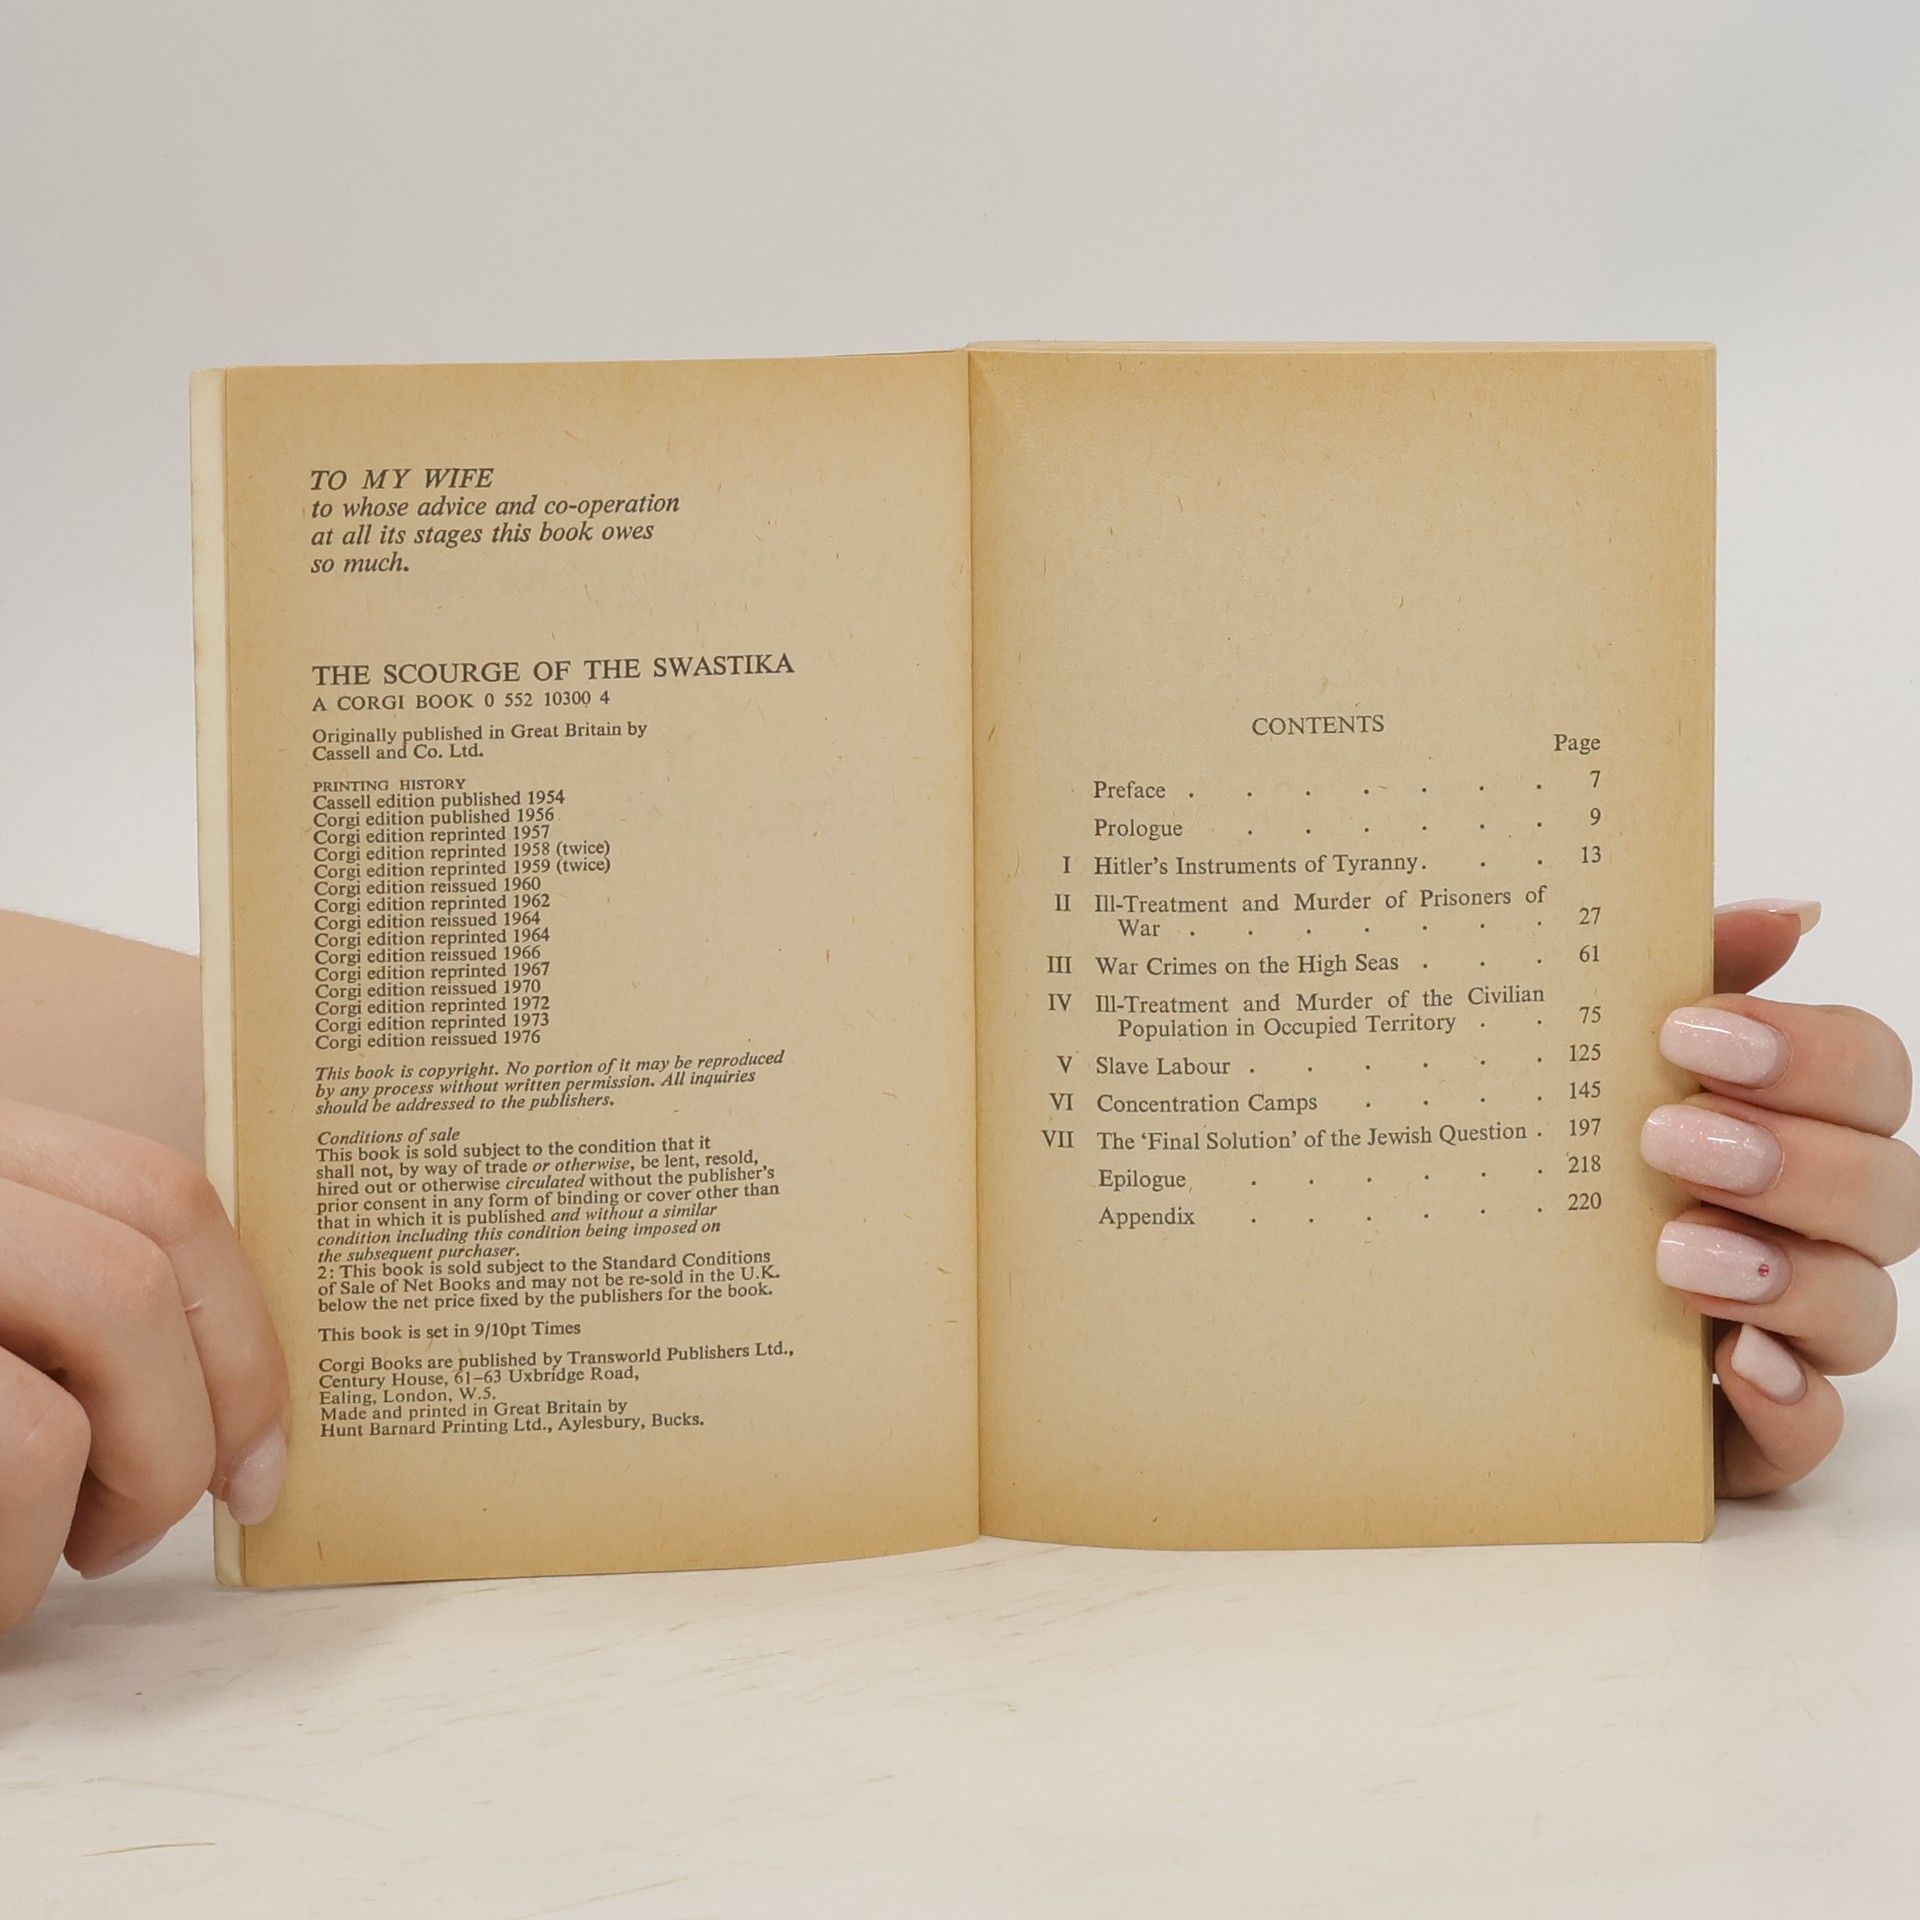 TO MY WIFE
to whose advice and co-operation
at all its stages this book owes
so much.
THE SCOURGE OF THE SWASTIKA
A CORGI BOOK 0 552 10300 4
Originally published in Great Britain by
Cassell and Co. Ltd.
PRINTING HISTORY
Cassell edition published 1954
Corgi edition published 1956
Corgi edition reprinted 1957
Corgi edition reprinted 1958 (twice)
Corgi edition reprinted 1959 (twice)
Corgi edition reissued 1960
Corgi edition reprinted 1962
Corgi edition reissued 1964
Corgi edition reprinted 1964
Corgi edition reissued 1966
Corgi edition reprinted 1967
Corgi edition reissued 1970
Corgi edition reprinted 1972
Corgi edition reprinted 1973
Corgi edition reissued 1976
This book is copyright. No portion of it may be reproduced
by any process without written permission. All inquiries
should be addressed to the publishers.
Conditions of sale
This book is sold subject to the condition that it
shall not, by way of trade or otherwise, be lent, resold,
hired out or otherwise circulated without the publisher's
prior consent in any form of binding or cover other than
that in which it is published and without a similar
condition including this condition being imposed on
the subsequent purchaser.
2: This book is sold subject to the Standard Conditions
of Sale of Net Books and may not be re-sold in the U.K.
below the net price fixed by the publishers for the book.
This book is set in 9/10pt Times
Corgi Books are published by Transworld Publishers Ltd.,
Century House, 61–63 Uxbridge Road,
Ealing, London, W.5.
Made and printed in Great Britain by
Hunt Barnard Printing Ltd., Aylesbury, Bucks.
CONTENTS
Page
Preface . . . . . . . 7
Prologue . . . . . . 9
I Hitler's Instruments of Tyranny . . . 13
II Ill-Treatment and Murder of Prisoners of
War . . . . . . . 27
III War Crimes on the High Seas . . . 61
IV Ill-Treatment and Murder of the Civilian
Population in Occupied Territory . . 75
V Slave Labour . . . . . . 125
VI Concentration Camps . . . . 145
VII The 'Final Solution' of the Jewish Question . 197
Epilogue . . . . . . 218
Appendix . . . . . . 220